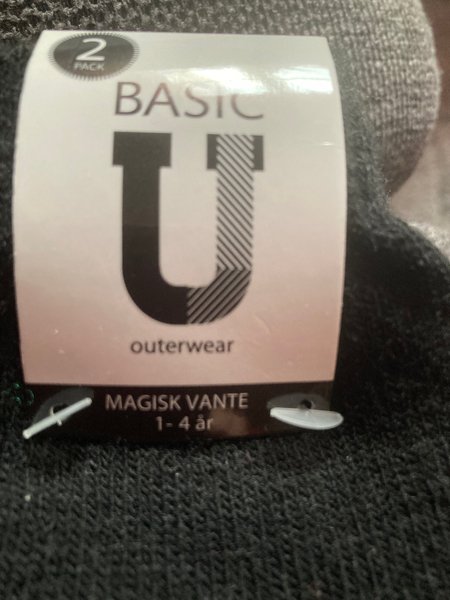 2
PACK
BASIC
U
outerwear
MAGISK VANTE
1- 4 år